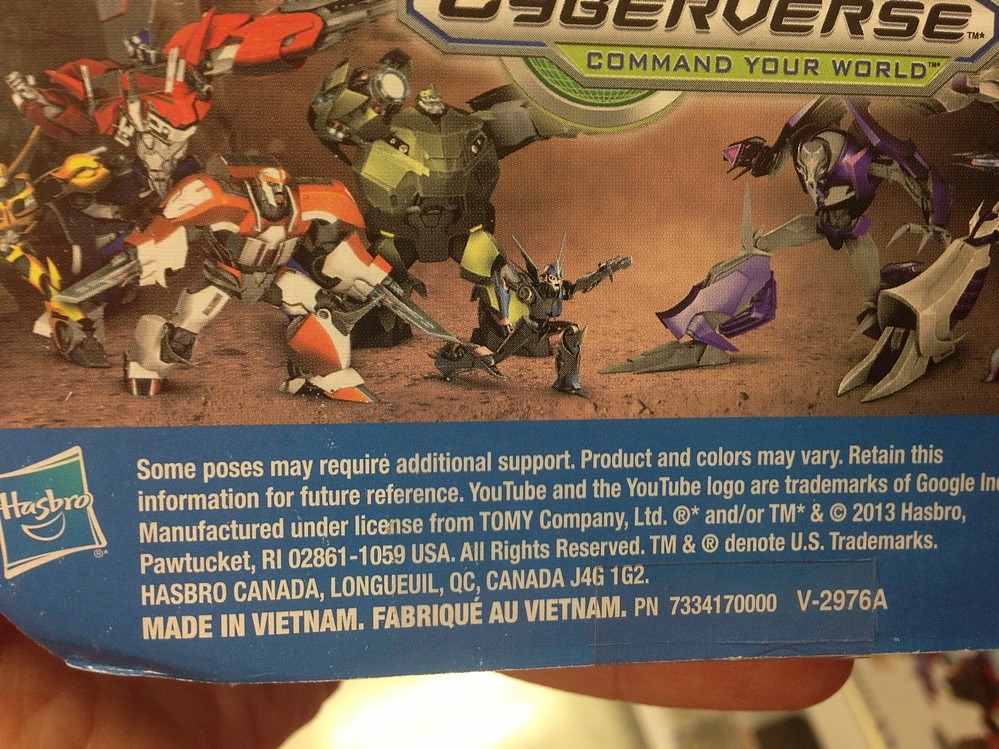 CYBERVERSE TM*
COMMAND YOUR WORLD TM*
Hasbro ®*
Some poses may require additional support. Product and colors may vary. Retain this
information for future reference. YouTube and the YouTube logo are trademarks of Google
Manufactured under license from TOMY Company, Ltd. ®* and/or TM* & © 2013 Hasbro,
Pawtucket, RI 02861-1059 USA. All Rights Reserved. TM & ® denote U.S. Trademarks.
HASBRO CANADA, LONGUEUIL, QC, CANADA J4G 1G2.
MADE IN VIETNAM. FABRIQUÉ AU VIETNAM. PN 7334170000 V-2976A